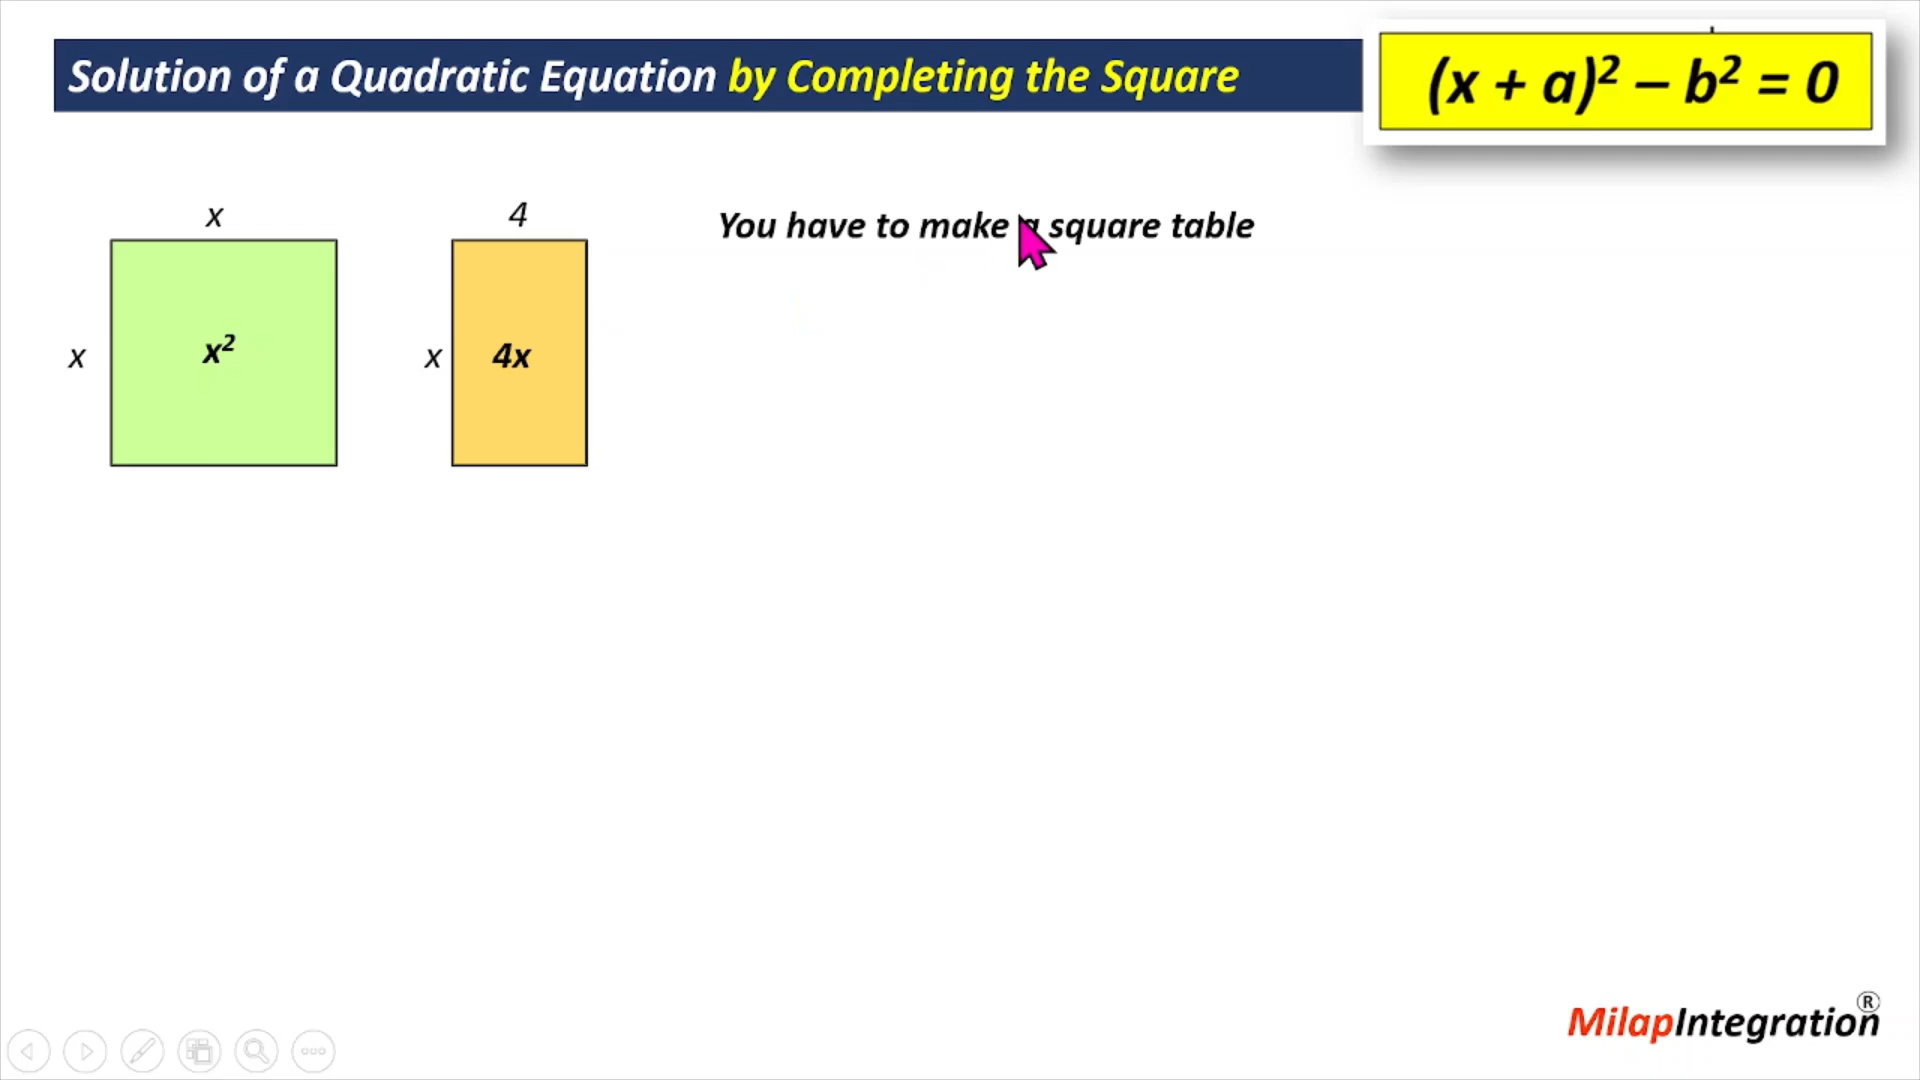 Solution of a Quadratic Equation by Completing the Square
(x + a)² – b² = 0
x
4
You have to make a square table
x
x²
x
4x
MilapIntegration®